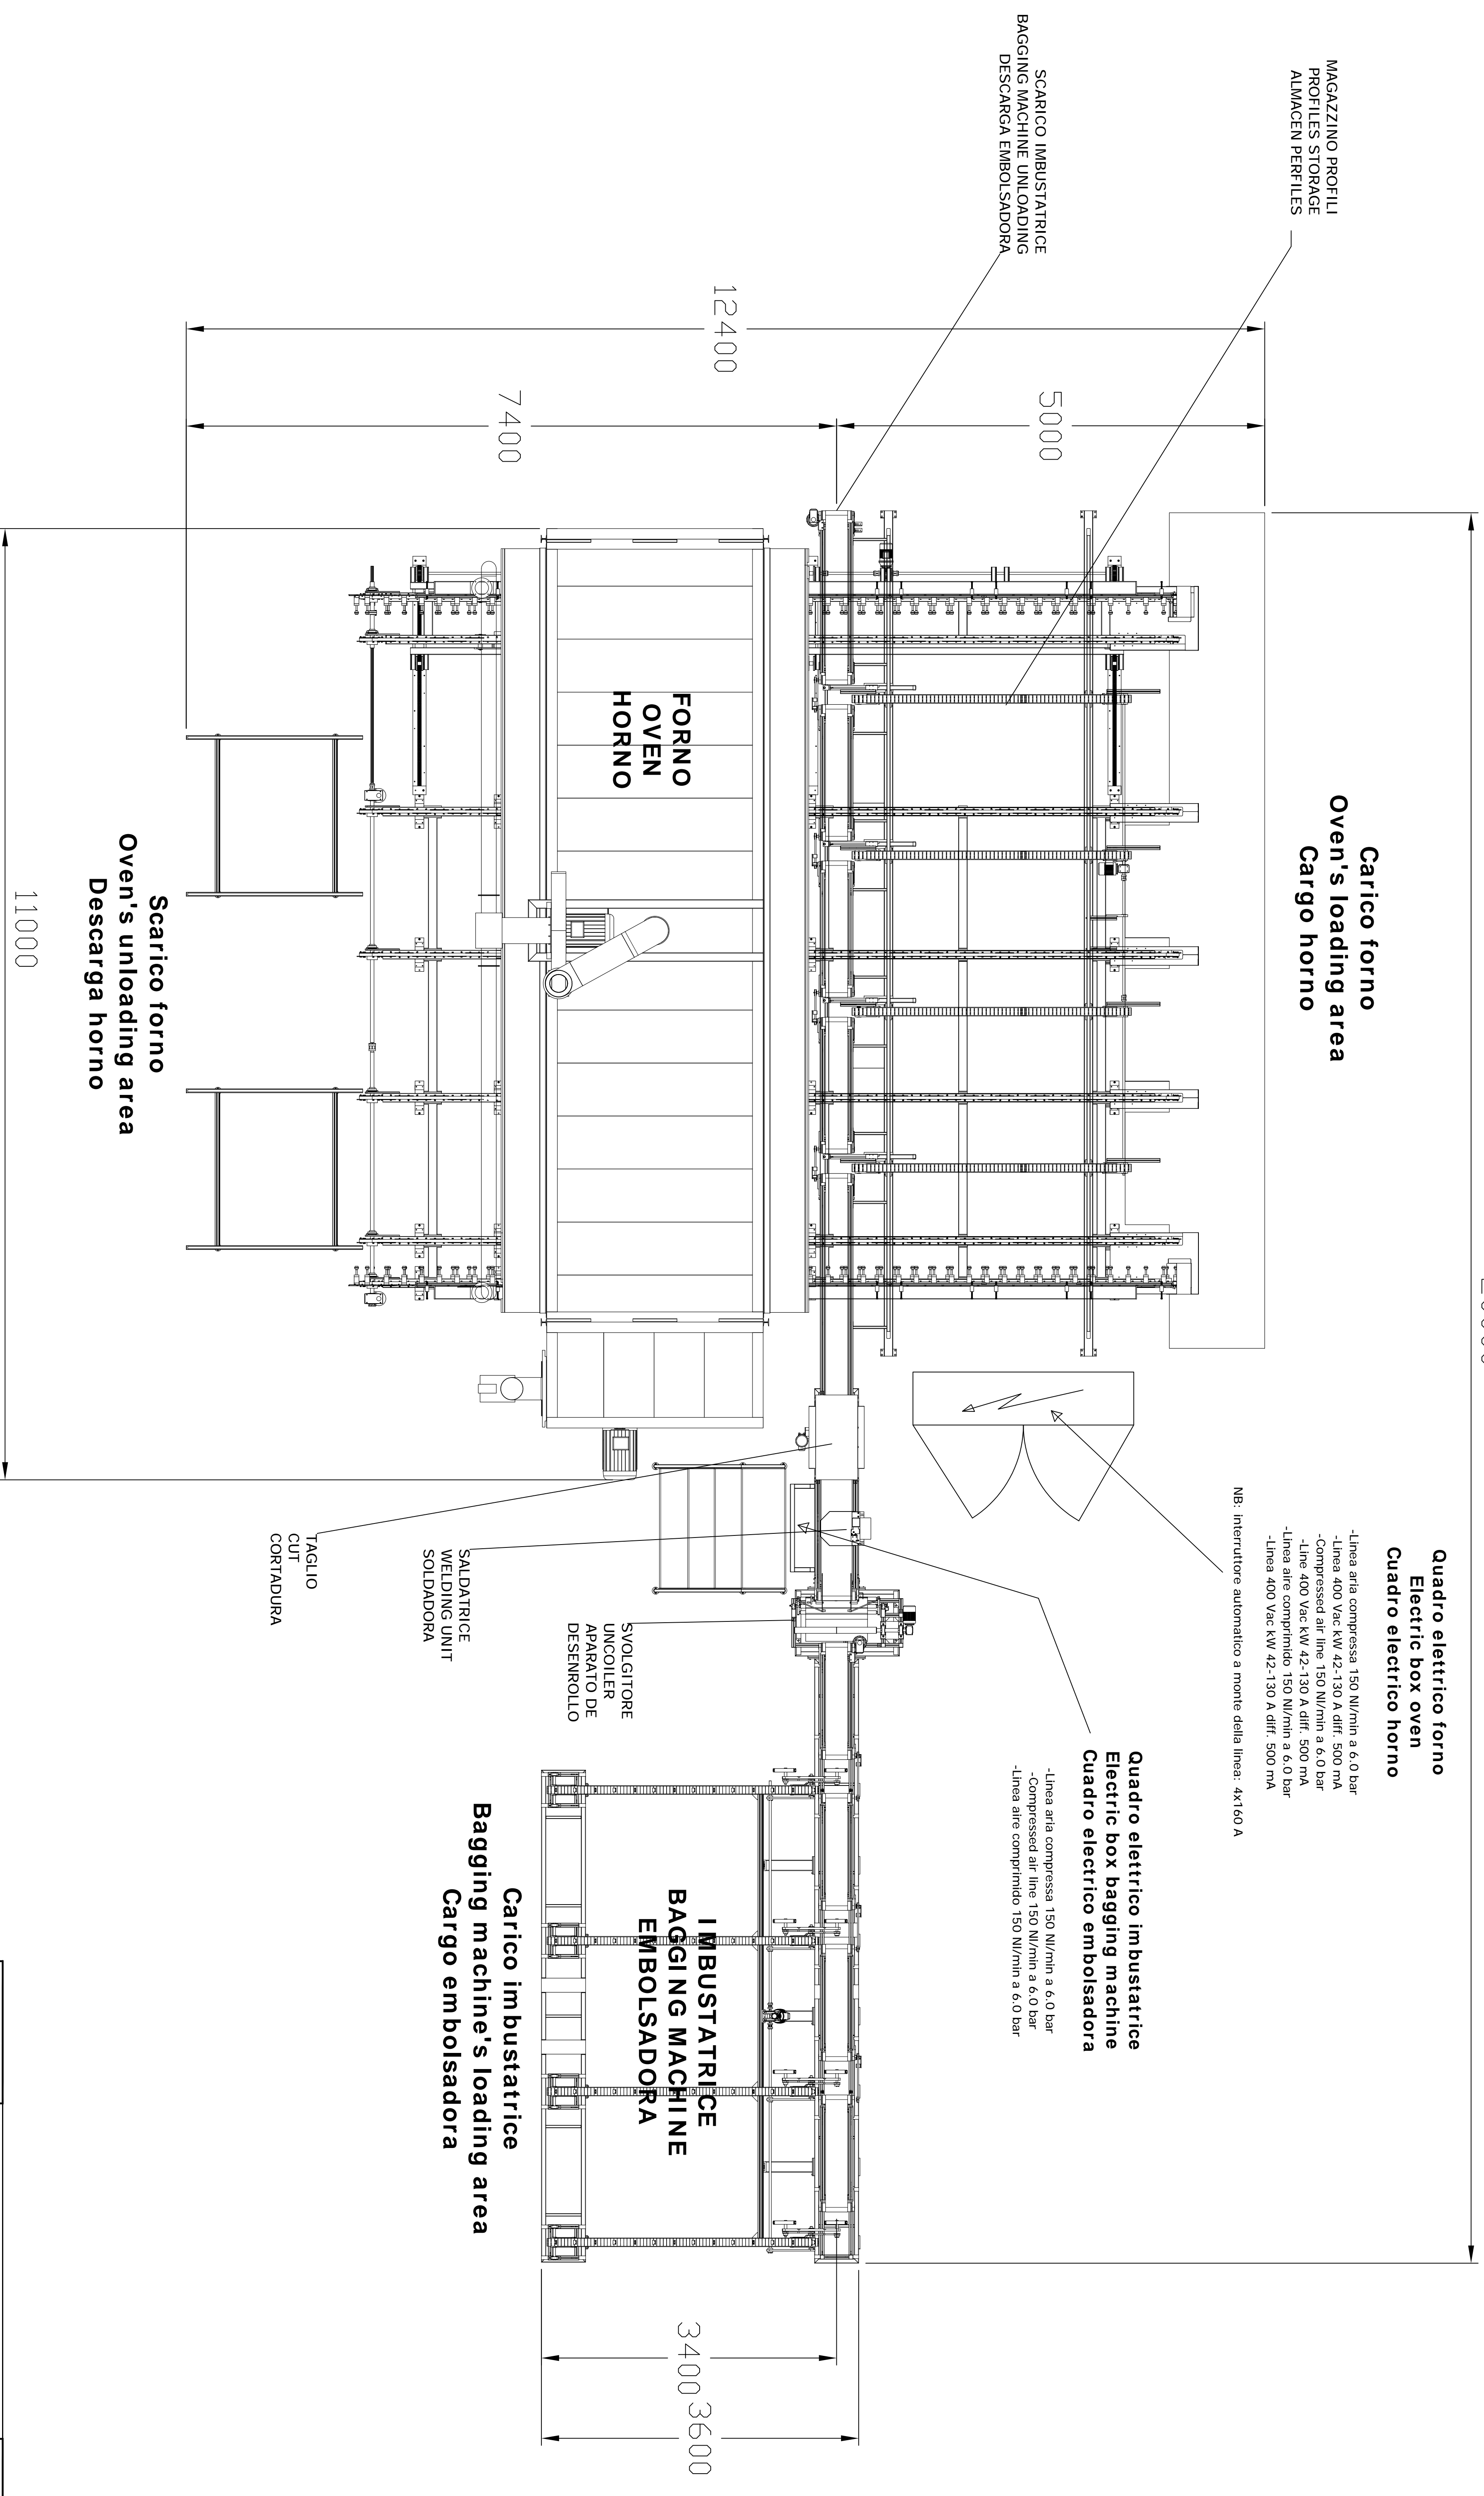 MAGAZZINO PROFILI
PROFILES STORAGE
ALMACEN PERFILES
SCARICO IMBUSTATRICE
BAGGING MACHINE UNLOADING
DESCARGA EMBOLSADORA
12400
7400
5000
Carico forno
Oven's loading area
Cargo horno
FORNO
OVEN
HORNO
Scarico forno
Oven's unloading area
Descarga horno
11000
Quadro elettrico forno
Electric box oven
Cuadro electrico horno
-Linea aria compressa 150 Nl/min a 6.0 bar
-Linea 400 Vac kW 42-130 A diff. 500 mA
-Compressed air line 150 Nl/min a 6.0 bar
-Line 400 Vac kW 42-130 A diff. 500 mA
-Linea aire comprimido 150 Nl/min a 6.0 bar
-Linea 400 Vac kW 42-130 A diff. 500 mA
NB: interruttore automatico a monte della linea: 4x160 A
TAGLIO
CUT
CORTADURA
SALDATRICE
WELDING UNIT
SOLDADORA
SVOLGITORE
UNCOILER
APARATO DE
DESENROLLO
Quadro elettrico imbustatrice
Electric box bagging machine
Cuadro electrico embolsadora
-Linea aria compressa 150 Nl/min a 6.0 bar
-Compressed air line 150 Nl/min a 6.0 bar
-Linea aire comprimido 150 Nl/min a 6.0 bar
IMBUSTATRICE
BAGGING MACHINE
EMBOLSADORA
Carico imbustatrice
Bagging machine's loading area
Cargo embolsadora
3400
3600